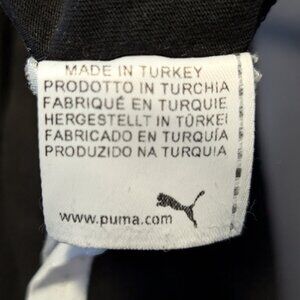 MADE IN TURKEY
PRODOTTO IN TURCHIA
FABRIQUÉ EN TURQUIE
HERGESTELLT IN TÜRKEI
FABRICADO EN TURQUÍA
PRODUZIDO NA TURQUIA
www.puma.com